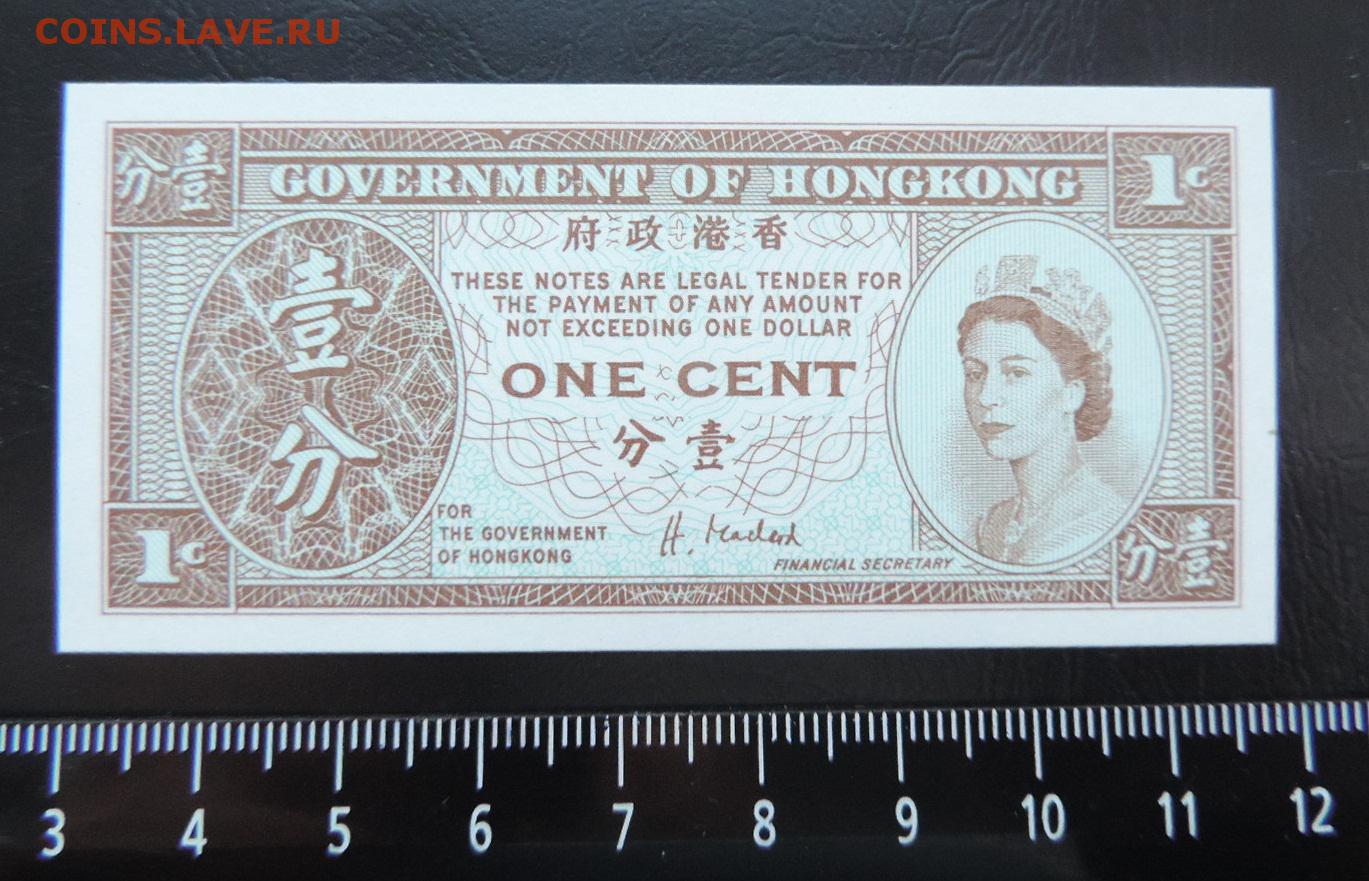 COINS.LAVE.RU
分壹
GOVERNMENT OF HONGKONG
1C
府政港香
THESE NOTES ARE LEGAL TENDER FOR
THE PAYMENT OF ANY AMOUNT
NOT EXCEEDING ONE DOLLAR
壹分
ONE CENT
分壹
FOR
THE GOVERNMENT
OF HONGKONG
H. Macleod
FINANCIAL SECRETARY
1C
分壹
3 4 5 6 7 8 9 10 11 12